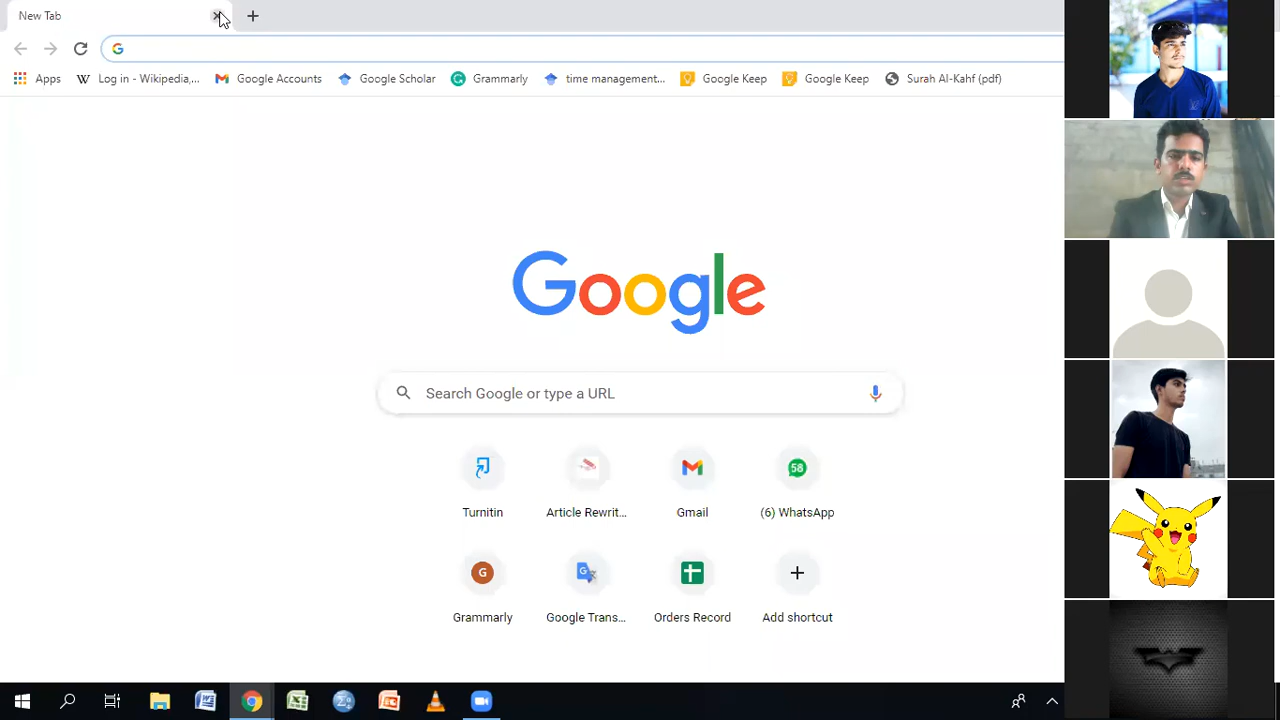 New Tab
Apps Log in - Wikipedia,... Google Accounts Google Scholar Grammarly time management... Google Keep Google Keep Surah Al-Kahf (pdf)
Google
Search Google or type a URL
58
Turnitin Article Rewrit... Gmail (6) WhatsApp
G
Grammarly Google Trans... Orders Record Add shortcut